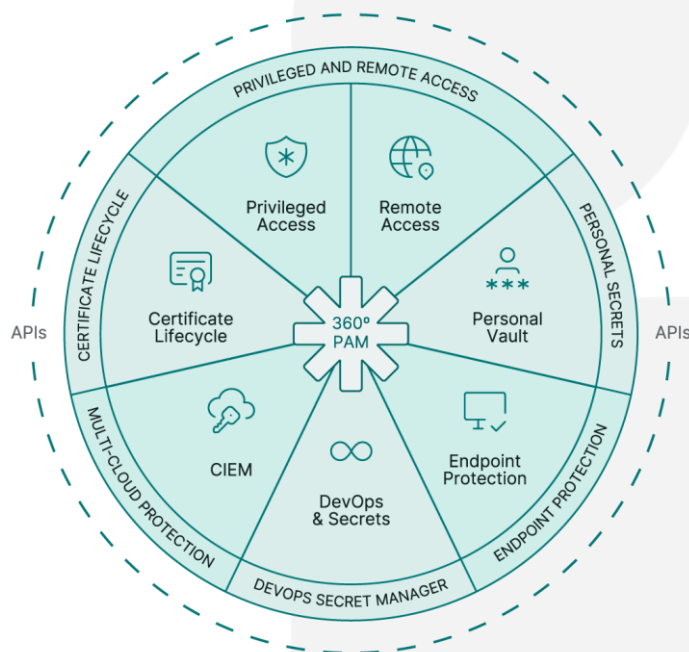 PRIVILEGED AND REMOTE ACCESS
Privileged
Access
Remote
Access
CERTIFICATE LIFECYCLE
Certificate
Lifecycle
360º
PAM
Personal
Vault
***
PERSONAL SECRETS
APIs
APIs
MULTI-CLOUD PROTECTION
CIEM
DevOps
& Secrets
Endpoint
Protection
ENDPOINT PROTECTION
DEVOPS SECRET MANAGER